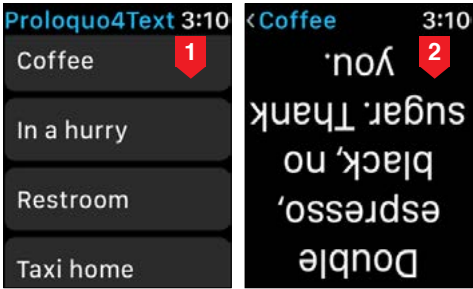 Proloquo4Text 3:10
1
Coffee
In a hurry
Restroom
Taxi home
<Coffee 3:10
2
Double
espresso,
black, no
sugar. Thank
you.